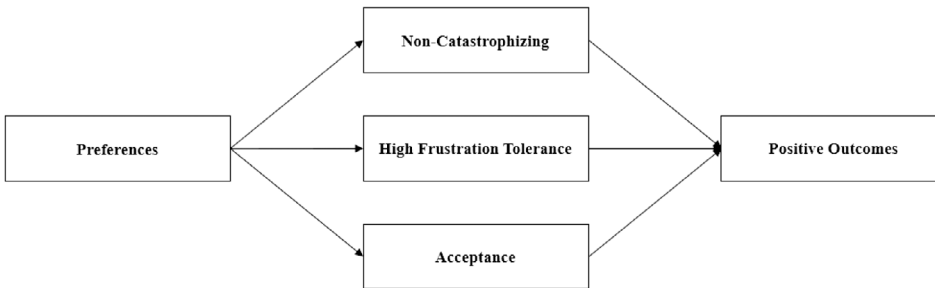 Non-Catastrophizing
Preferences
High Frustration Tolerance
Positive Outcomes
Acceptance